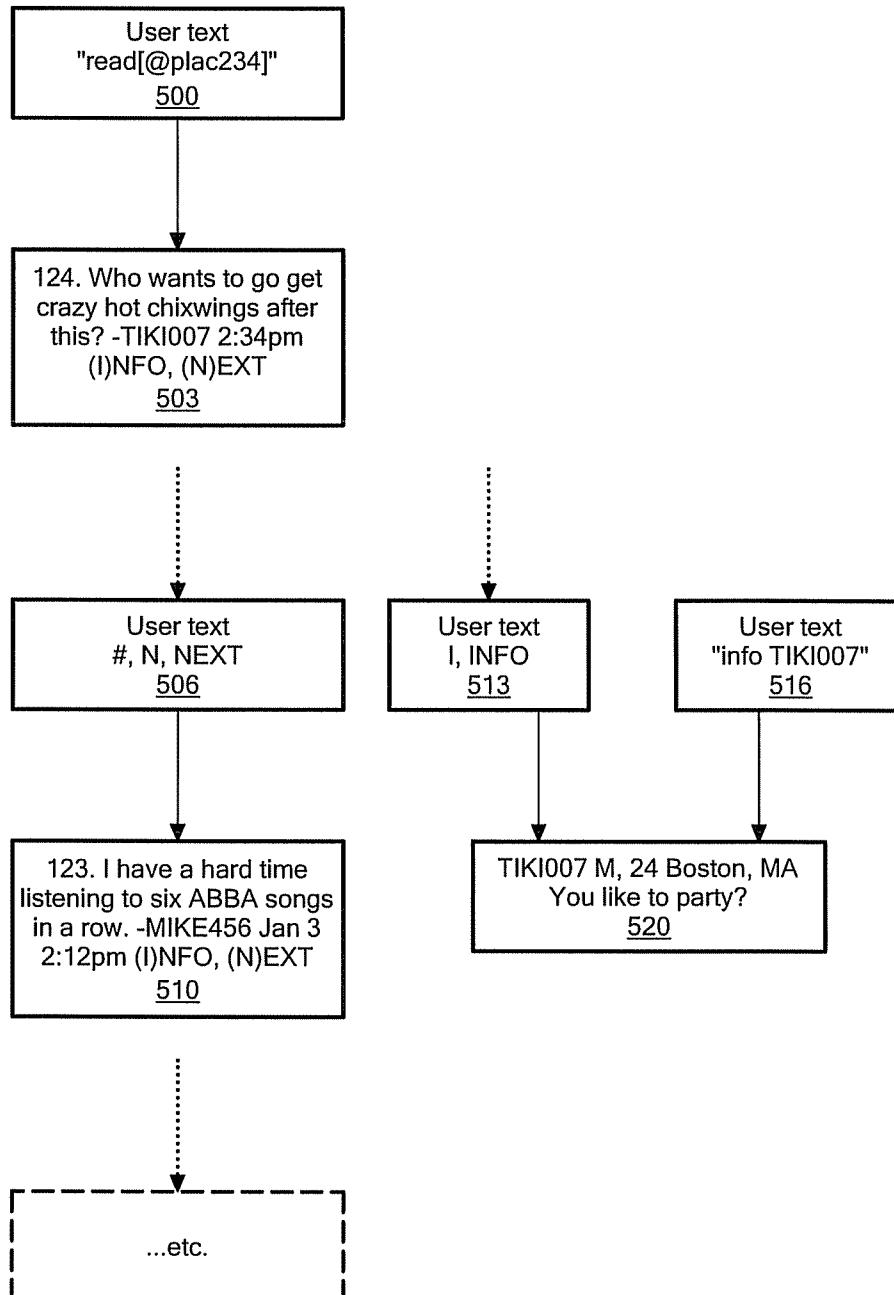 User text
"read[@plac234]"
500
124. Who wants to go get
crazy hot chixwings after
this? -TIKI007 2:34pm
(I)NFO, (N)EXT
503
User text
#, N, NEXT
506
User text
I, INFO
513
User text
"info TIKI007"
516
123. I have a hard time
listening to six ABBA songs
in a row. -MIKE456 Jan 3
2:12pm (I)NFO, (N)EXT
510
TIKI007 M, 24 Boston, MA
You like to party?
520
...etc.